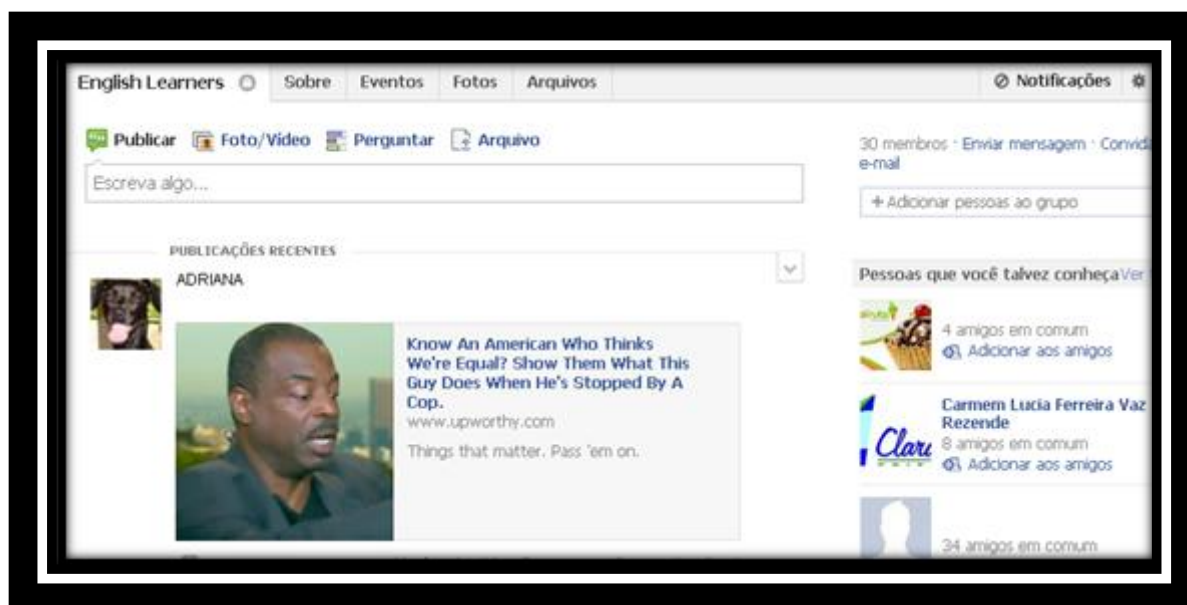 English Learners Sobre Eventos Fotos Arquivos Notificações
Publicar Foto/Vídeo Perguntar Arquivo
Escreva algo...
PUBLICAÇÕES RECENTES
ADRIANA
Know An American Who Thinks
We're Equal? Show Them What This
Guy Does When He's Stopped By A
Cop.
www.upworthy.com
Things that matter. Pass 'em on.
30 membros · Enviar mensagem ·
e-mail
+ Adicionar pessoas ao grupo
Pessoas que você talvez conheça Ver
4 amigos em comum
Adicionar aos amigos
Carmem Lucia Ferreira Vaz
Rezende
Clare
8 amigos em comum
Adicionar aos amigos
34 amigos em comum